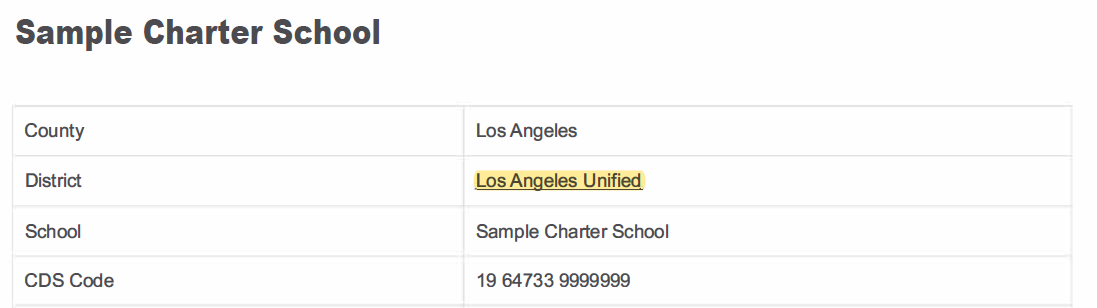 Sample Charter School
County Los Angeles
District Los Angeles Unified
School Sample Charter School
CDS Code 19 64733 9999999